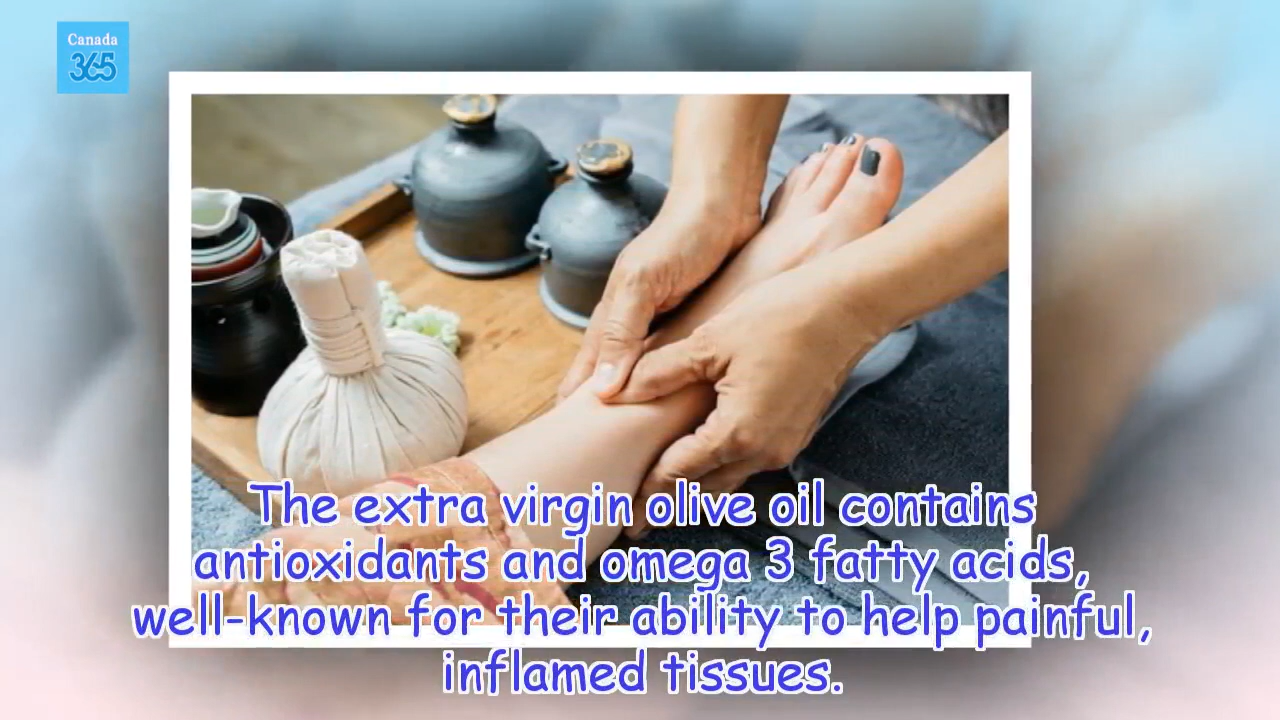 Canada
365
The extra virgin olive oil contains
antioxidants and omega 3 fatty acids,
well-known for their ability to help painful,
inflamed tissues.